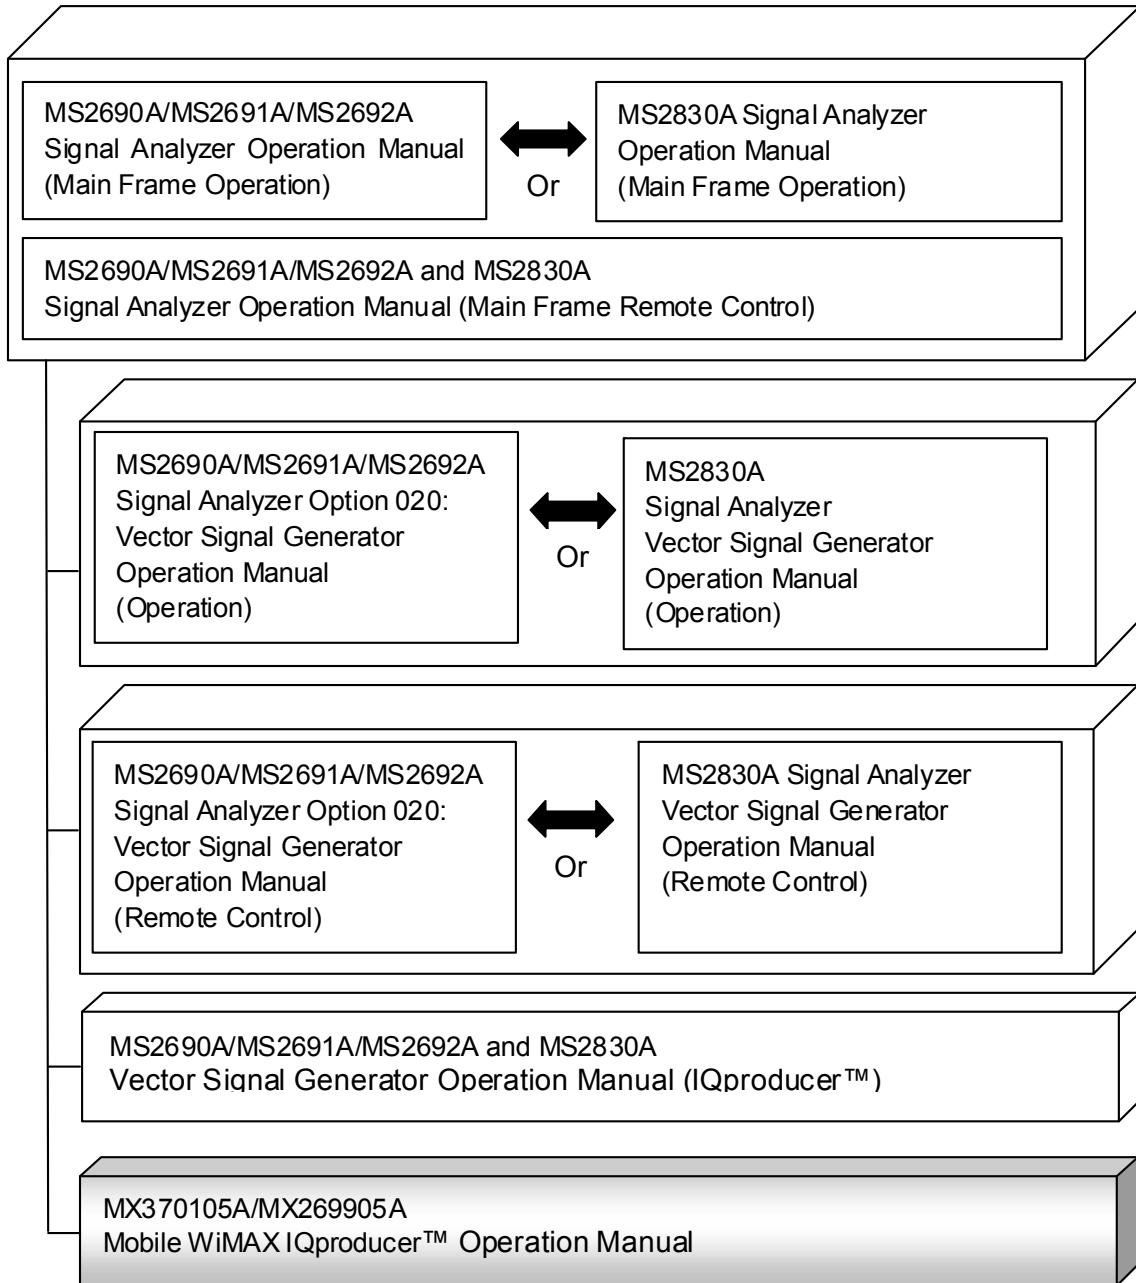 MS2690A/MS2691A/MS2692A
Signal Analyzer Operation Manual
(Main Frame Operation)
Or
MS2830A Signal Analyzer
Operation Manual
(Main Frame Operation)
MS2690A/MS2691A/MS2692A and MS2830A
Signal Analyzer Operation Manual (Main Frame Remote Control)
MS2690A/MS2691A/MS2692A
Signal Analyzer Option 020:
Vector Signal Generator
Operation Manual
(Operation)
Or
MS2830A
Signal Analyzer
Vector Signal Generator
Operation Manual
(Operation)
MS2690A/MS2691A/MS2692A
Signal Analyzer Option 020:
Vector Signal Generator
Operation Manual
(Remote Control)
Or
MS2830A Signal Analyzer
Vector Signal Generator
Operation Manual
(Remote Control)
MS2690A/MS2691A/MS2692A and MS2830A
Vector Signal Generator Operation Manual (IQproducer™)
MX370105A/MX269905A
Mobile WiMAX IQproducer™ Operation Manual